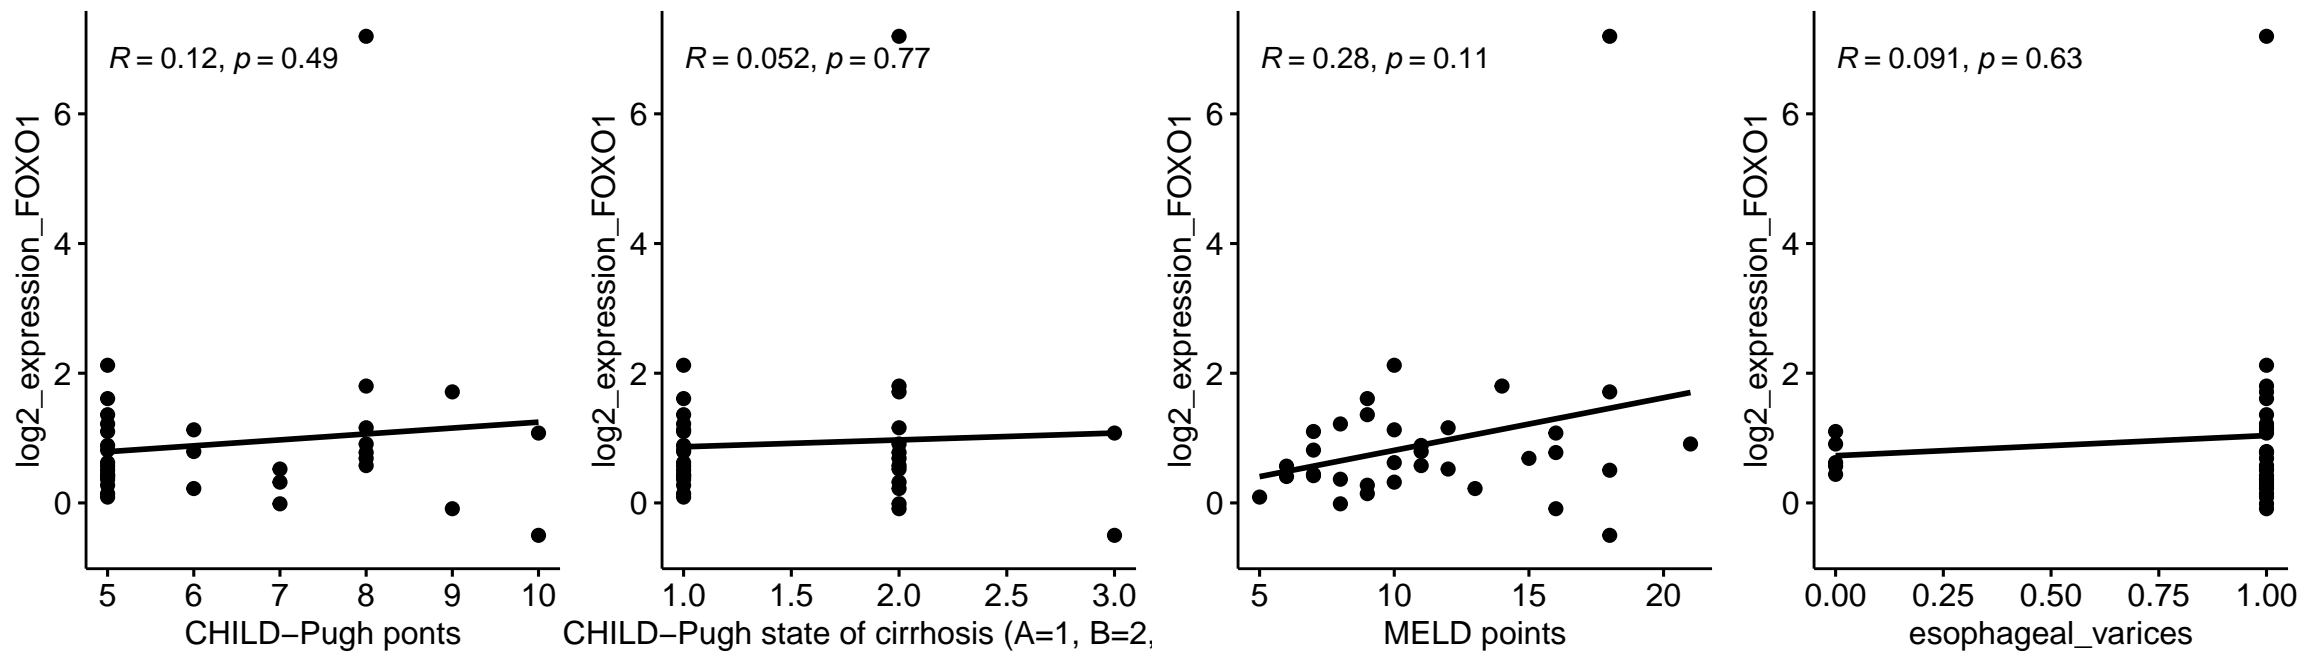 R = 0.12, p = 0.49
log2_expression_FOXO1
6
4
2
0
5 6 7 8 9 10
CHILD−Pugh ponts
R = 0.052, p = 0.77
log2_expression_FOXO1
6
4
2
0
1.0 1.5 2.0 2.5 3.0
CHILD−Pugh state of cirrhosis (A=1, B=2,
R = 0.28, p = 0.11
log2_expression_FOXO1
6
4
2
0
5 10 15 20
MELD points
R = 0.091, p = 0.63
log2_expression_FOXO1
6
4
2
0
0.00 0.25 0.50 0.75 1.00
esophageal_varices